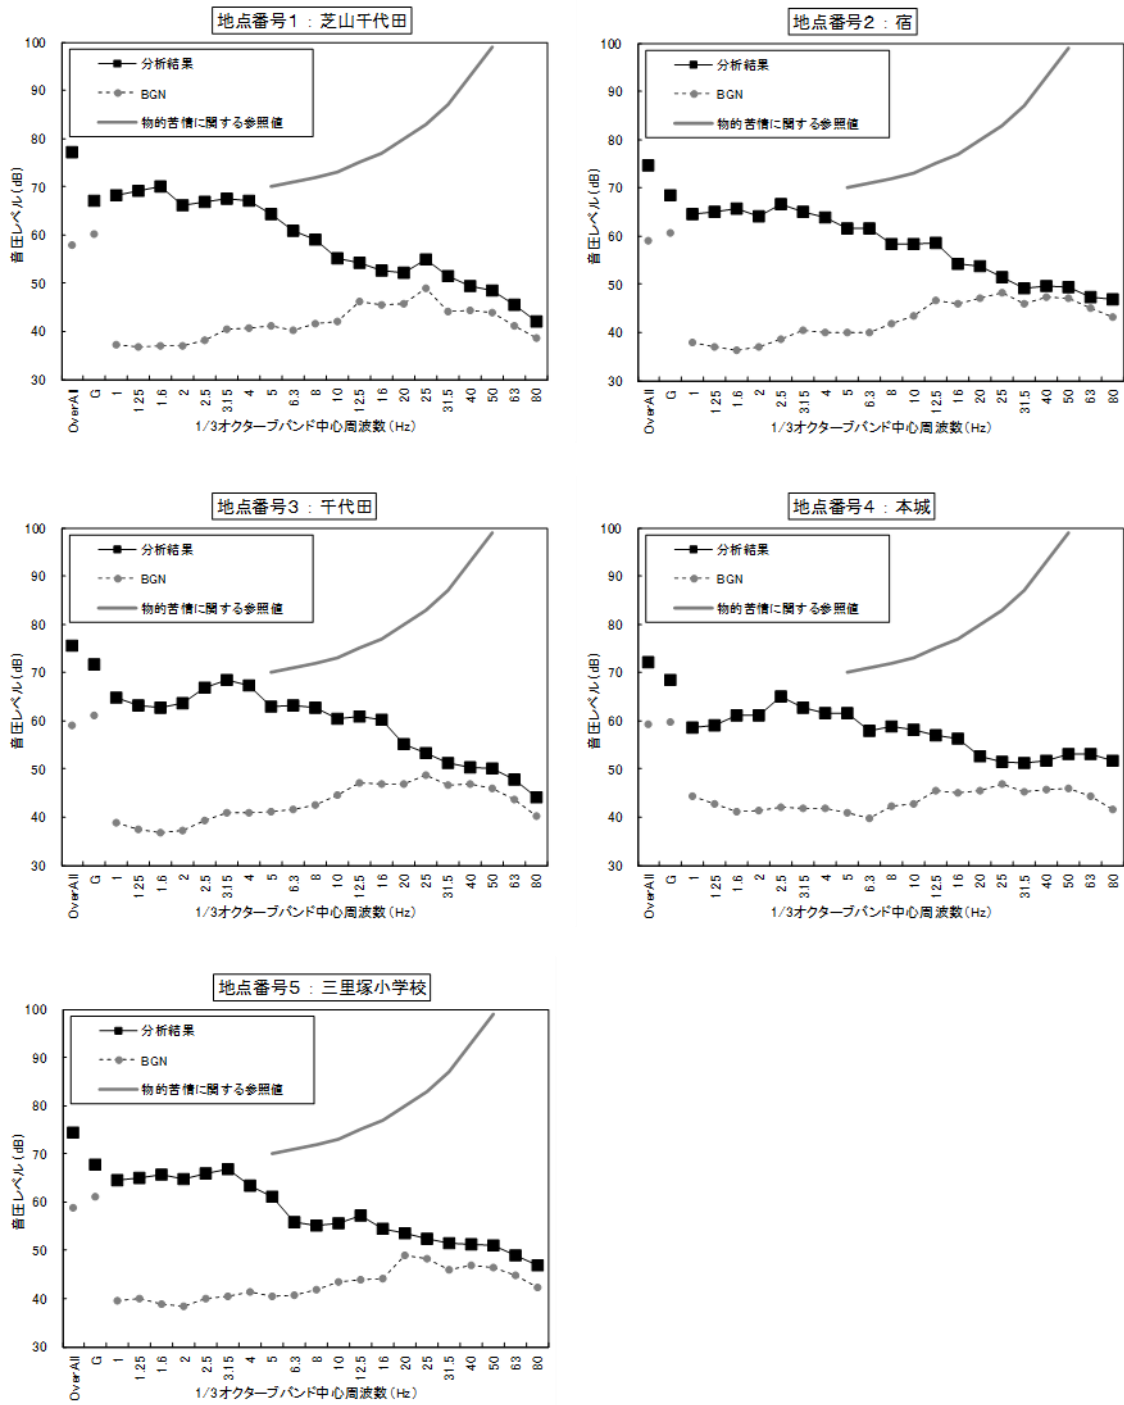 地点番号1 : 芝山千代田
分析結果
BGN
物的苦情に関する参照値
音圧レベル(dB)
100
90
80
70
60
50
40
30
OverAll G 1 1.25 1.6 2 2.5 3.15 4 5 6.3 8 10 12.5 16 20 25 31.5 40 50 63 80
1/3オクターブバンド中心周波数(Hz)
地点番号2 : 宿
分析結果
BGN
物的苦情に関する参照値
音圧レベル(dB)
100
90
80
70
60
50
40
30
OverAll G 1 1.25 1.6 2 2.5 3.15 4 5 6.3 8 10 12.5 16 20 25 31.5 40 50 63 80
1/3オクターブバンド中心周波数(Hz)
地点番号3 : 千代田
分析結果
BGN
物的苦情に関する参照値
音圧レベル(dB)
100
90
80
70
60
50
40
30
OverAll G 1 1.25 1.6 2 2.5 3.15 4 5 6.3 8 10 12.5 16 20 25 31.5 40 50 63 80
1/3オクターブバンド中心周波数(Hz)
地点番号4 : 本城
分析結果
BGN
物的苦情に関する参照値
音圧レベル(dB)
100
90
80
70
60
50
40
30
OverAll G 1 1.25 1.6 2 2.5 3.15 4 5 6.3 8 10 12.5 16 20 25 31.5 40 50 63 80
1/3オクターブバンド中心周波数(Hz)
地点番号5 : 三里塚小学校
分析結果
BGN
物的苦情に関する参照値
音圧レベル(dB)
100
90
80
70
60
50
40
30
OverAll G 1 1.25 1.6 2 2.5 3.15 4 5 6.3 8 10 12.5 16 20 25 31.5 40 50 63 80
1/3オクターブバンド中心周波数(Hz)